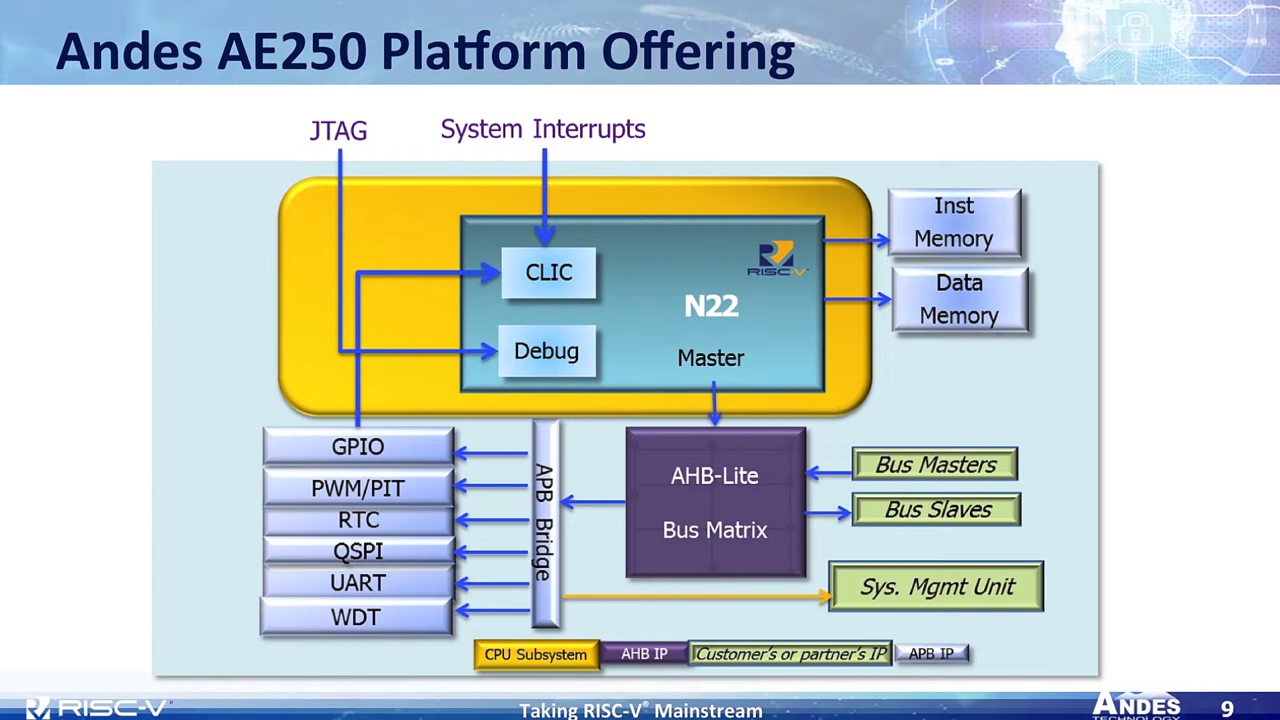 Andes AE250 Platform Offering
JTAG
System Interrupts
Inst
Memory
CLIC
RISC-V
N22
Data
Memory
Debug
Master
GPIO
PWM/PIT
RTC
QSPI
UART
WDT
APB Bridge
AHB-Lite
Bus Matrix
Bus Masters
Bus Slaves
Sys. Mgmt Unit
CPU Subsystem
AHB IP
Customer's or partner's IP
APB IP
RISC-V®
Taking RISC-V® Mainstream
ANDES
TECHNOLOGY
9